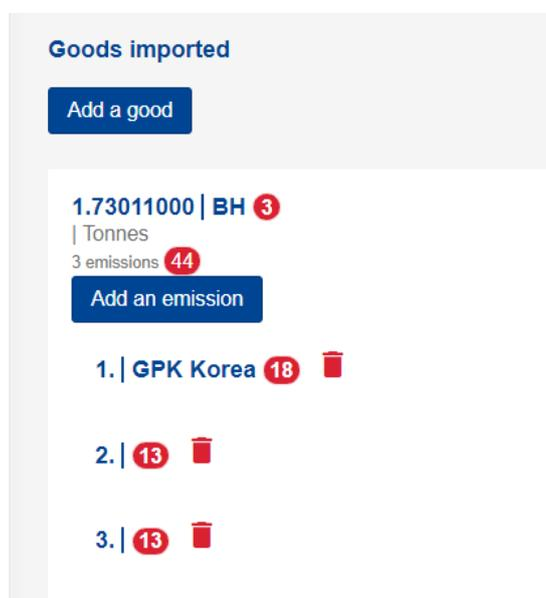 Goods imported
Add a good
1.73011000 | BH 3
| Tonnes
3 emissions 44
Add an emission
1. | GPK Korea 18
2. | 13
3. | 13